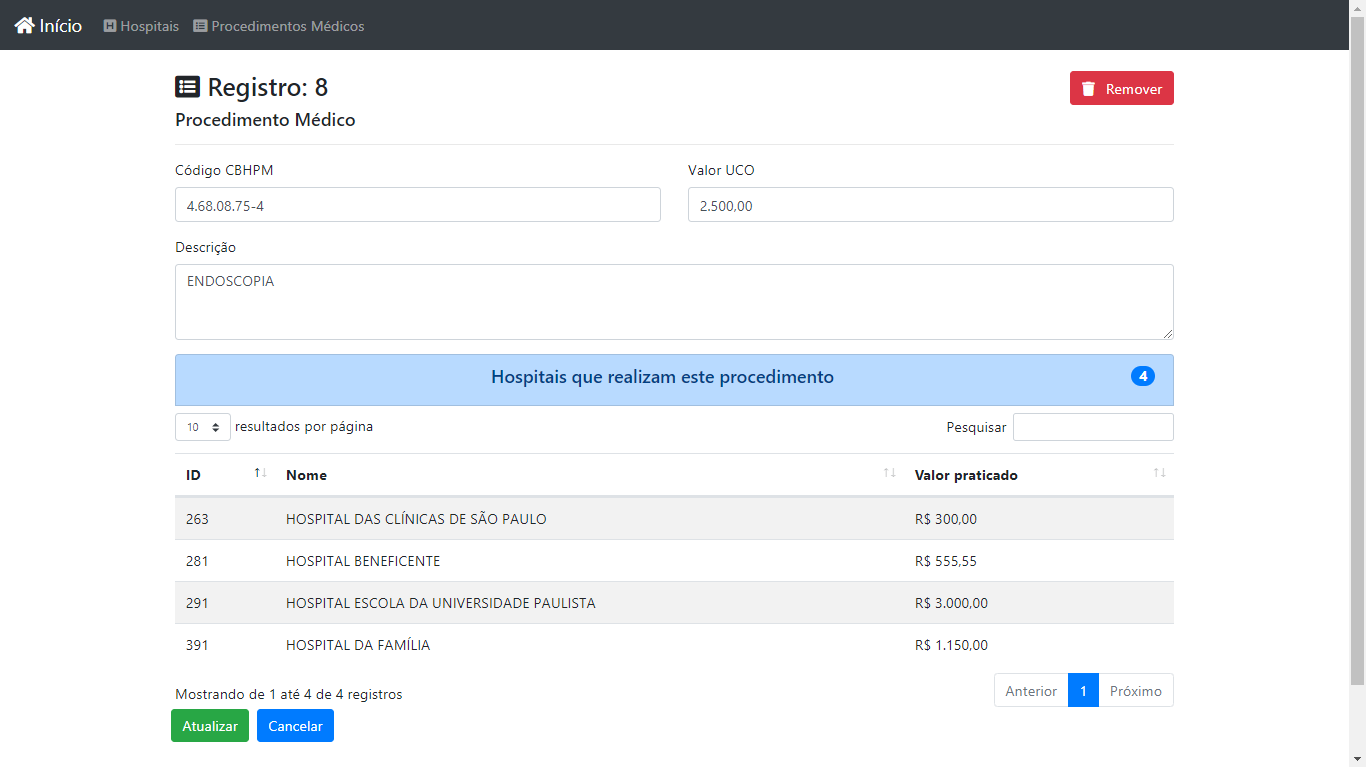 Início Hospitais Procedimentos Médicos
Registro: 8
Remover
Procedimento Médico
Código CBHPM Valor UCO
4.68.08.75-4 2.500,00
Descrição
ENDOSCOPIA
Hospitais que realizam este procedimento 4
10 resultados por página Pesquisar
ID Nome Valor praticado
263 HOSPITAL DAS CLÍNICAS DE SÃO PAULO R$ 300,00
281 HOSPITAL BENEFICENTE R$ 555,55
291 HOSPITAL ESCOLA DA UNIVERSIDADE PAULISTA R$ 3.000,00
391 HOSPITAL DA FAMÍLIA R$ 1.150,00
Mostrando de 1 até 4 de 4 registros Anterior 1 Próximo
Atualizar Cancelar